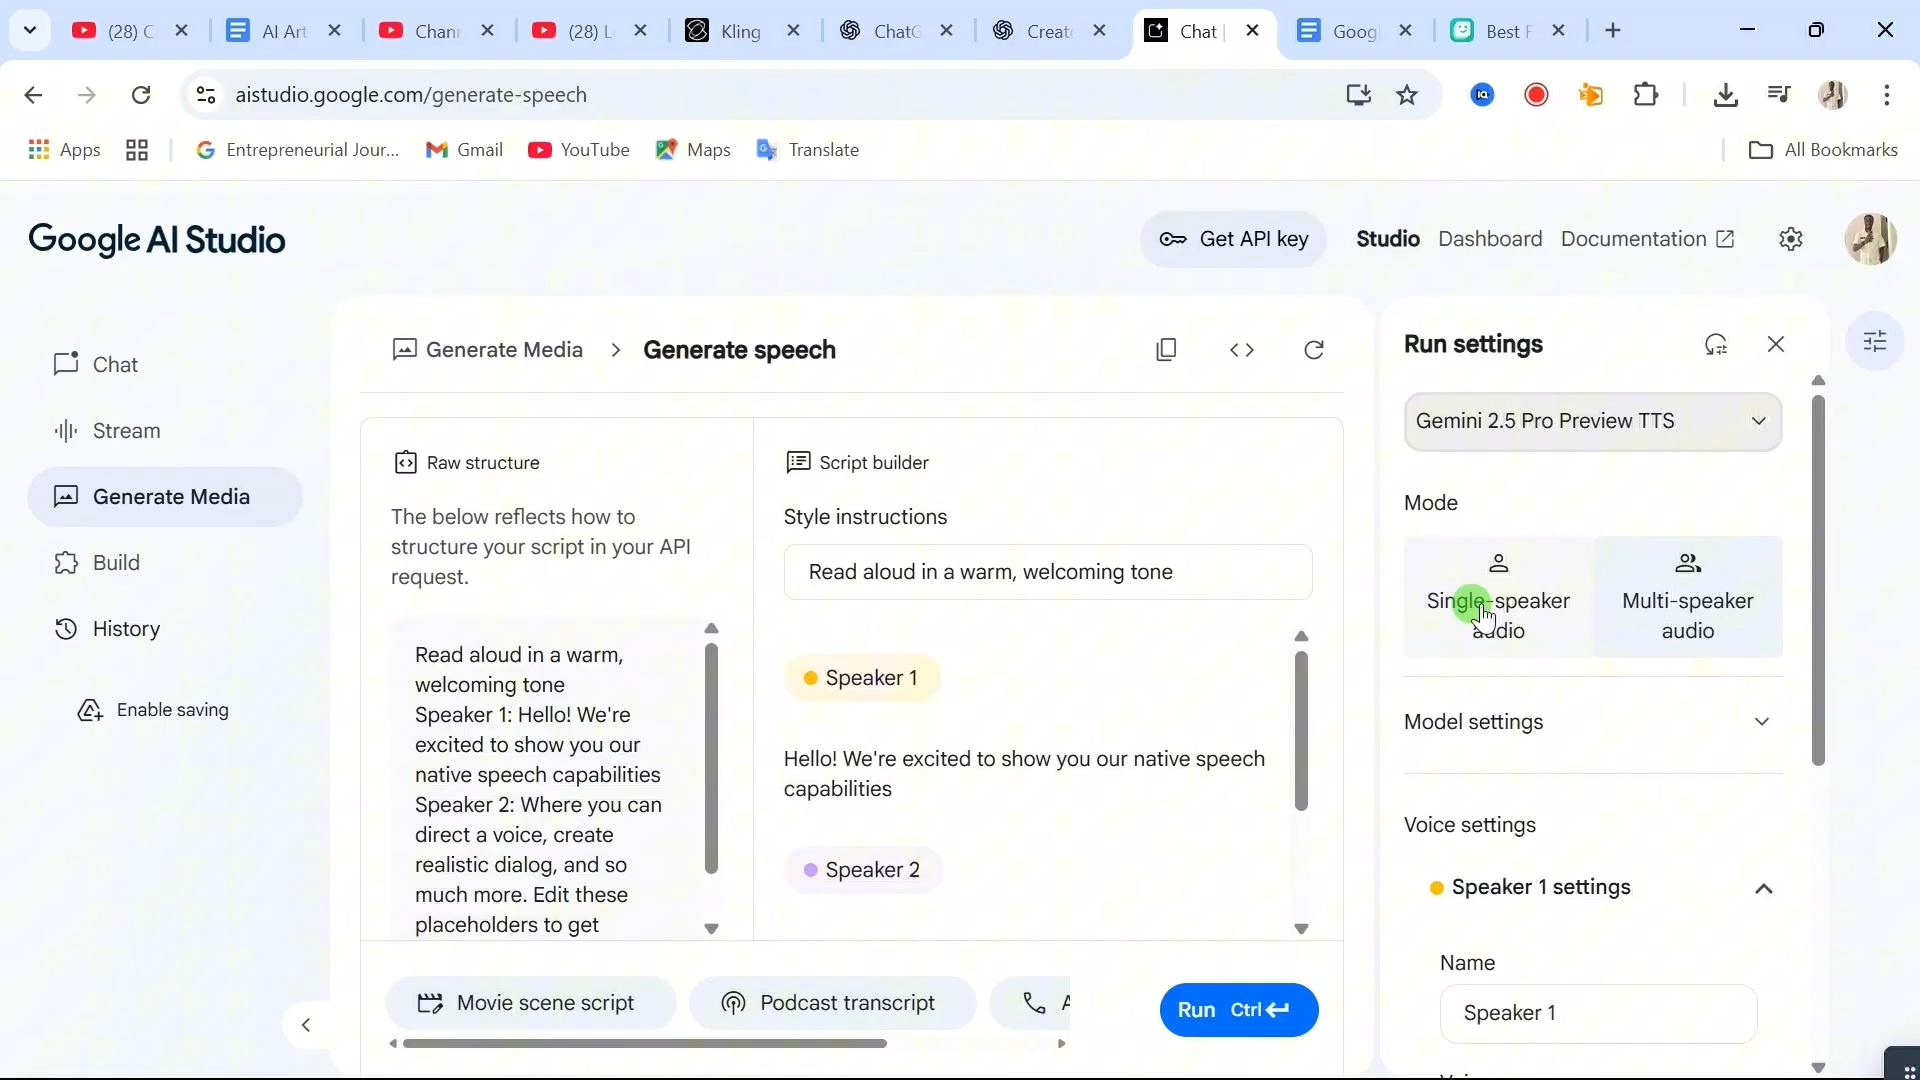 (28) C
AI Art
Chan
(28) L
Kling
ChatG
Create
Chat |
Goog
Best F
aistudio.google.com/generate-speech
Apps
Entrepreneurial Jour...
Gmail
YouTube
Maps
Translate
All Bookmarks
Google AI Studio
Get API key
Studio
Dashboard
Documentation
Chat
Stream
Generate Media
Build
History
Enable saving
Generate Media > Generate speech
Raw structure
The below reflects how to
structure your script in your API
request.
Read aloud in a warm,
welcoming tone
Speaker 1: Hello! We're
excited to show you our
native speech capabilities
Speaker 2: Where you can
direct a voice, create
realistic dialog, and so
much more. Edit these
placeholders to get
Script builder
Style instructions
Read aloud in a warm, welcoming tone
Speaker 1
Hello! We're excited to show you our native speech
capabilities
Speaker 2
Movie scene script
Podcast transcript
A
Run Ctrl
Run settings
Gemini 2.5 Pro Preview TTS
Mode
Single-speaker
audio
Multi-speaker
audio
Model settings
Voice settings
Speaker 1 settings
Name
Speaker 1